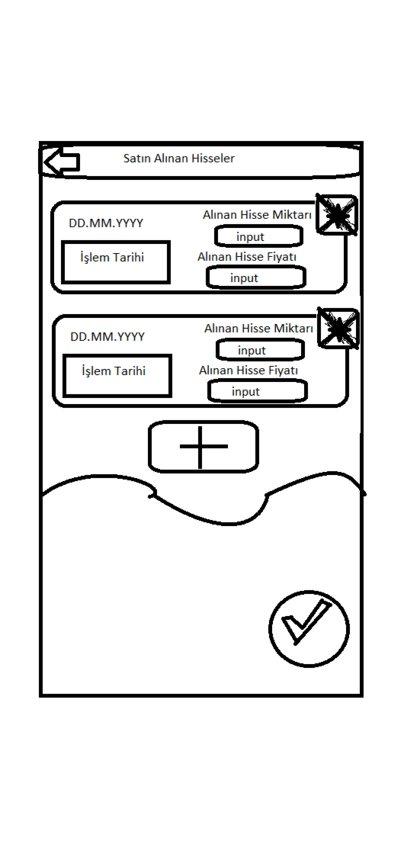 Satın Alınan Hisseler
DD.MM.YYYY
İşlem Tarihi
Alınan Hisse Miktarı
input
Alınan Hisse Fiyatı
input
DD.MM.YYYY
İşlem Tarihi
Alınan Hisse Miktarı
input
Alınan Hisse Fiyatı
input